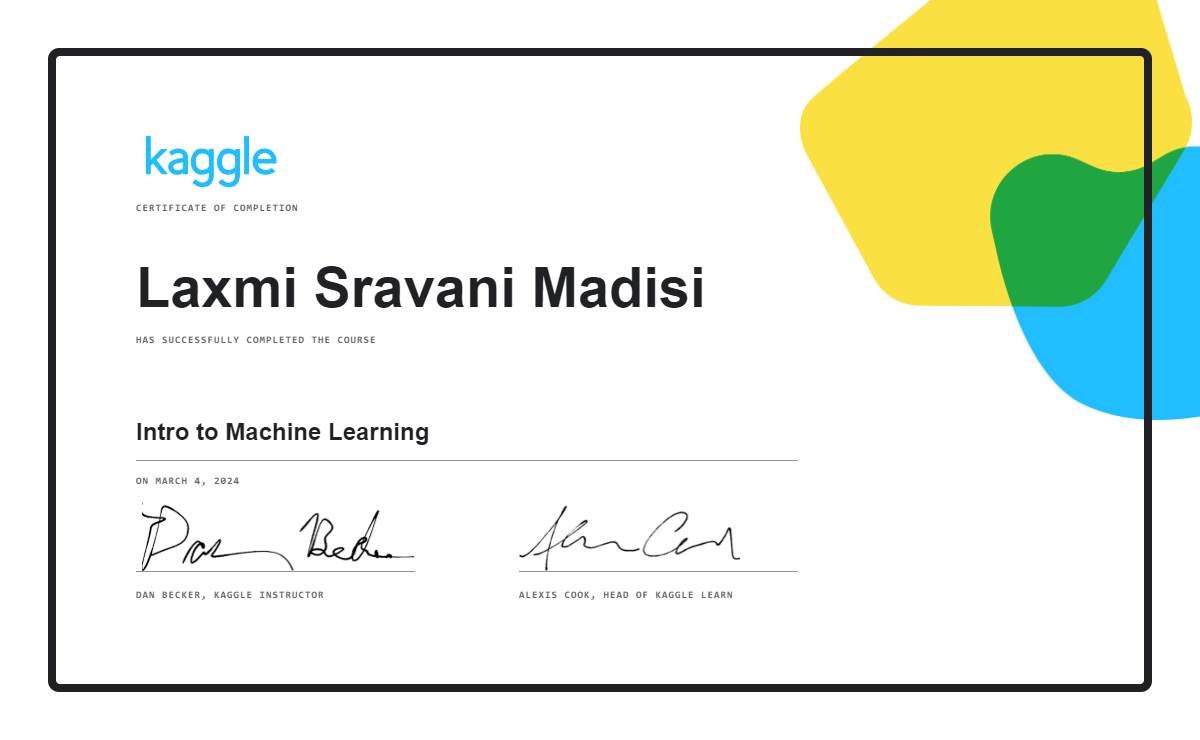 kaggle
CERTIFICATE OF COMPLETION
Laxmi Sravani Madisi
HAS SUCCESSFULLY COMPLETED THE COURSE
Intro to Machine Learning
ON MARCH 4, 2024
Dan Becker
Alexis Cook
DAN BECKER, KAGGLE INSTRUCTOR
ALEXIS COOK, HEAD OF KAGGLE LEARN